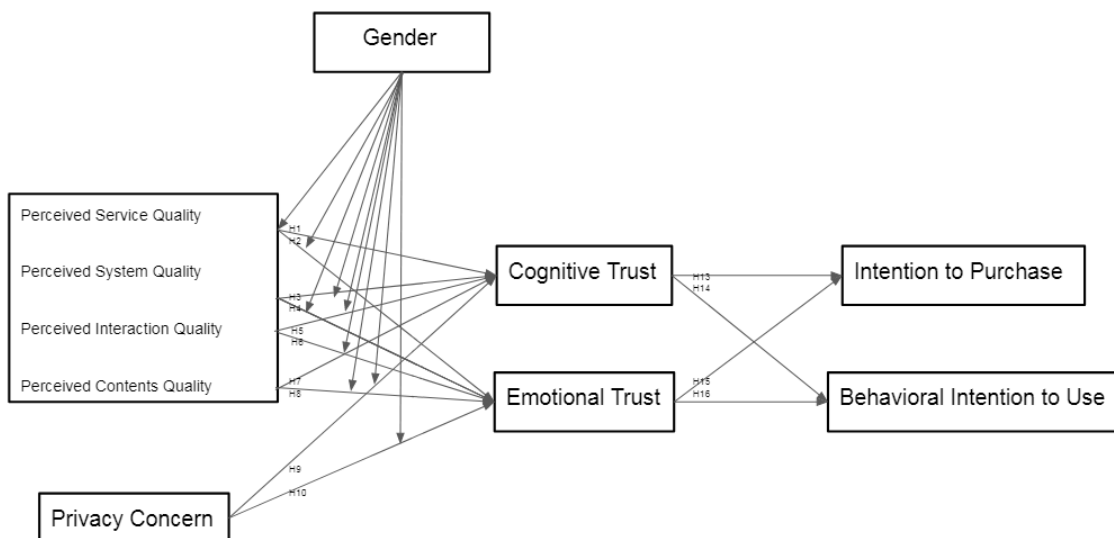 Gender
Perceived Service Quality
H1
H2
Perceived System Quality
Cognitive Trust
H13
H14
Intention to Purchase
H3
H4
Perceived Interaction Quality
H5
H6
Perceived Contents Quality
H7
H8
Emotional Trust
H15
H16
Behavioral Intention to Use
H9
H10
Privacy Concern